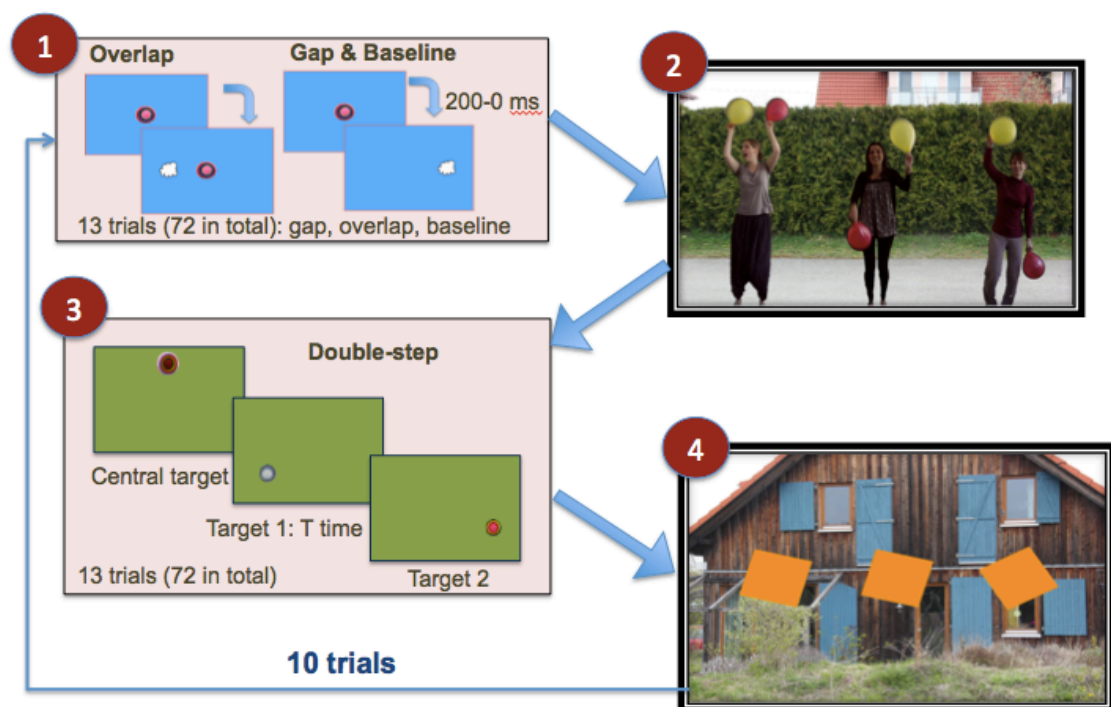 1
Overlap
Gap & Baseline
200-0 ms
13 trials (72 in total): gap, overlap, baseline
2
3
Double-step
Central target
Target 1: T time
Target 2
13 trials (72 in total)
4
10 trials